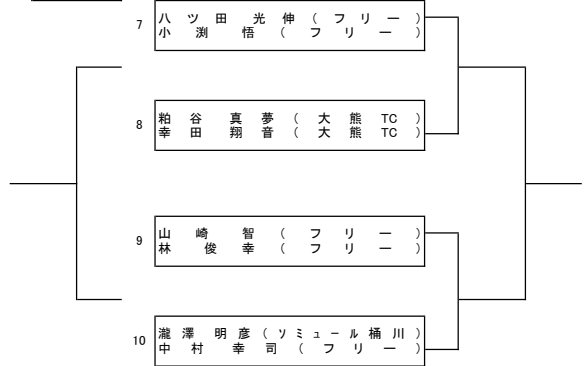 7
八ツ田 光伸(フリー)
小渕 悟(フリー)
8
粕谷 真夢(大熊TC)
幸田 翔音(大熊TC)
9
山崎 智(フリー)
林 俊幸(フリー)
10
瀧澤 明彦(ソミュール桶川)
中村 幸司(フリー)